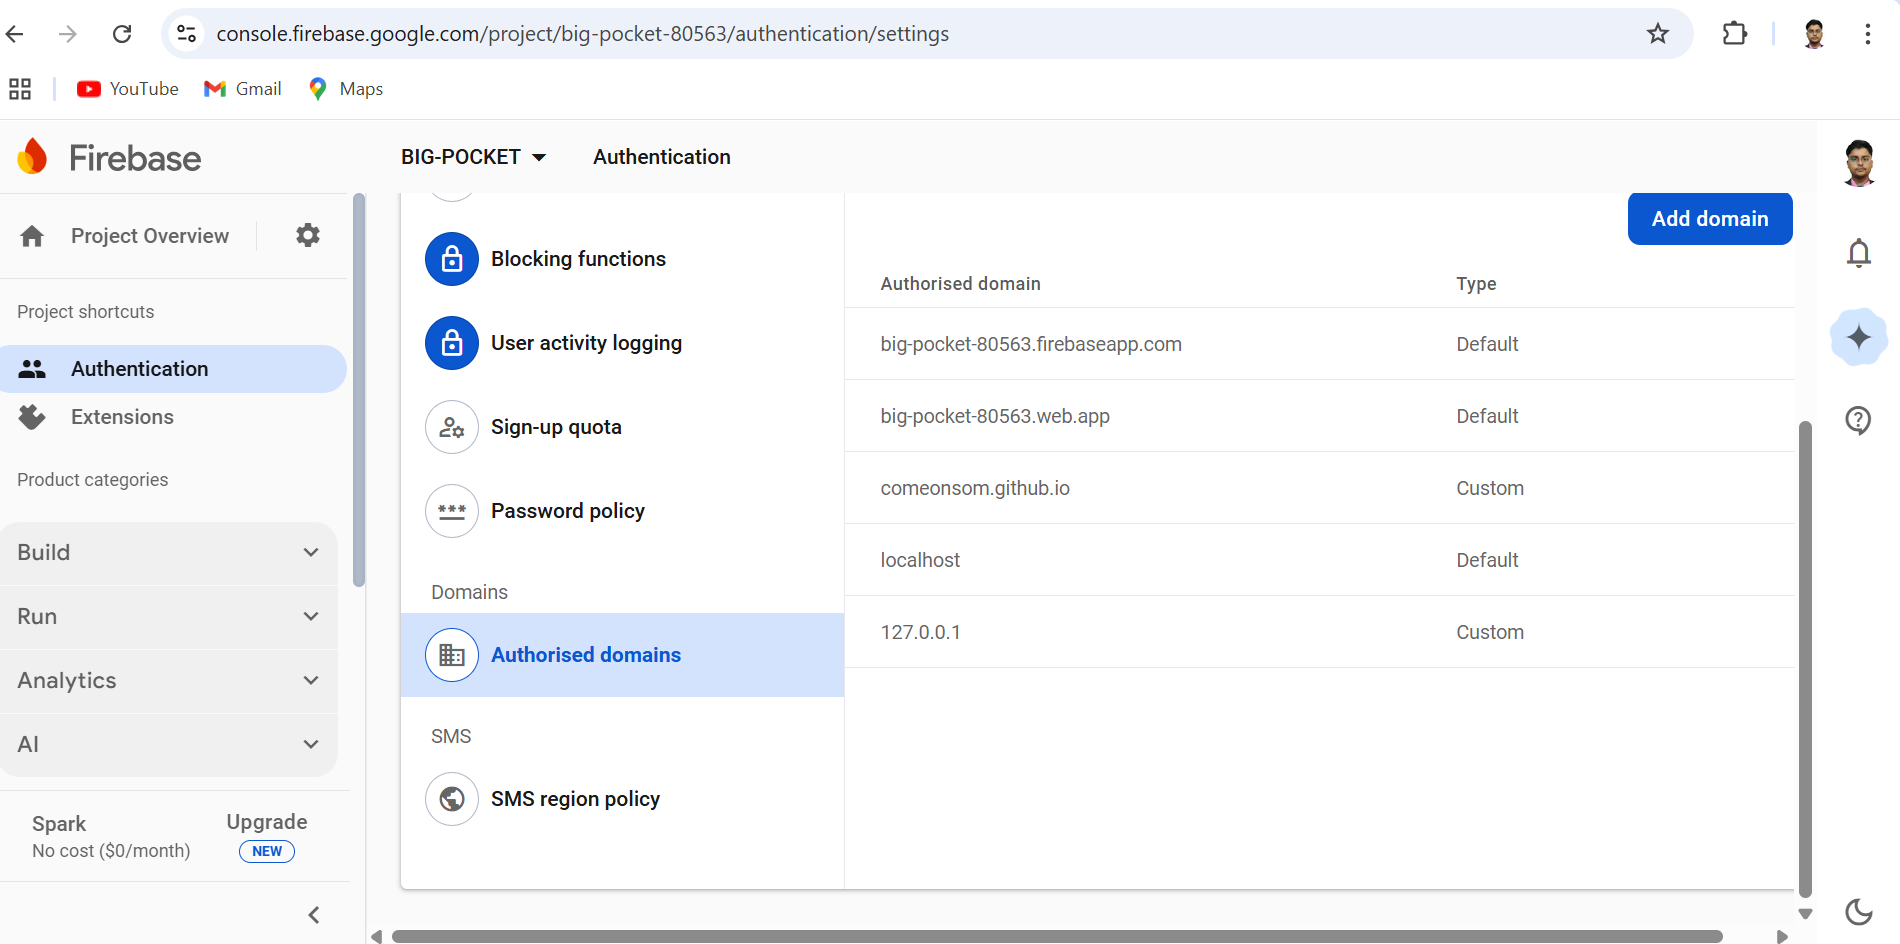 console.firebase.google.com/project/big-pocket-80563/authentication/settings
YouTube Gmail Maps
Firebase
BIG-POCKET Authentication
Project Overview
Project shortcuts
Authentication
Extensions
Product categories
Build
Run
Analytics
AI
Spark
No cost ($0/month)
Upgrade
NEW
Blocking functions
User activity logging
Sign-up quota
Password policy
Domains
Authorised domains
SMS
SMS region policy
Add domain
Authorised domain Type
big-pocket-80563.firebaseapp.com Default
big-pocket-80563.web.app Default
comeonsom.github.io Custom
localhost Default
127.0.0.1 Custom